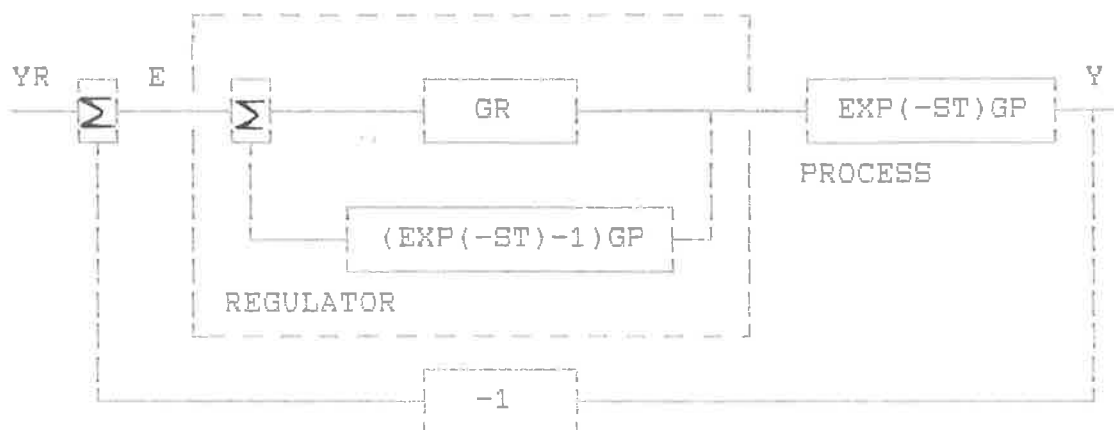 YR
E
Y
Σ
Σ
GR
EXP(-ST)GP
PROCESS
(EXP(-ST)-1)GP
REGULATOR
-1